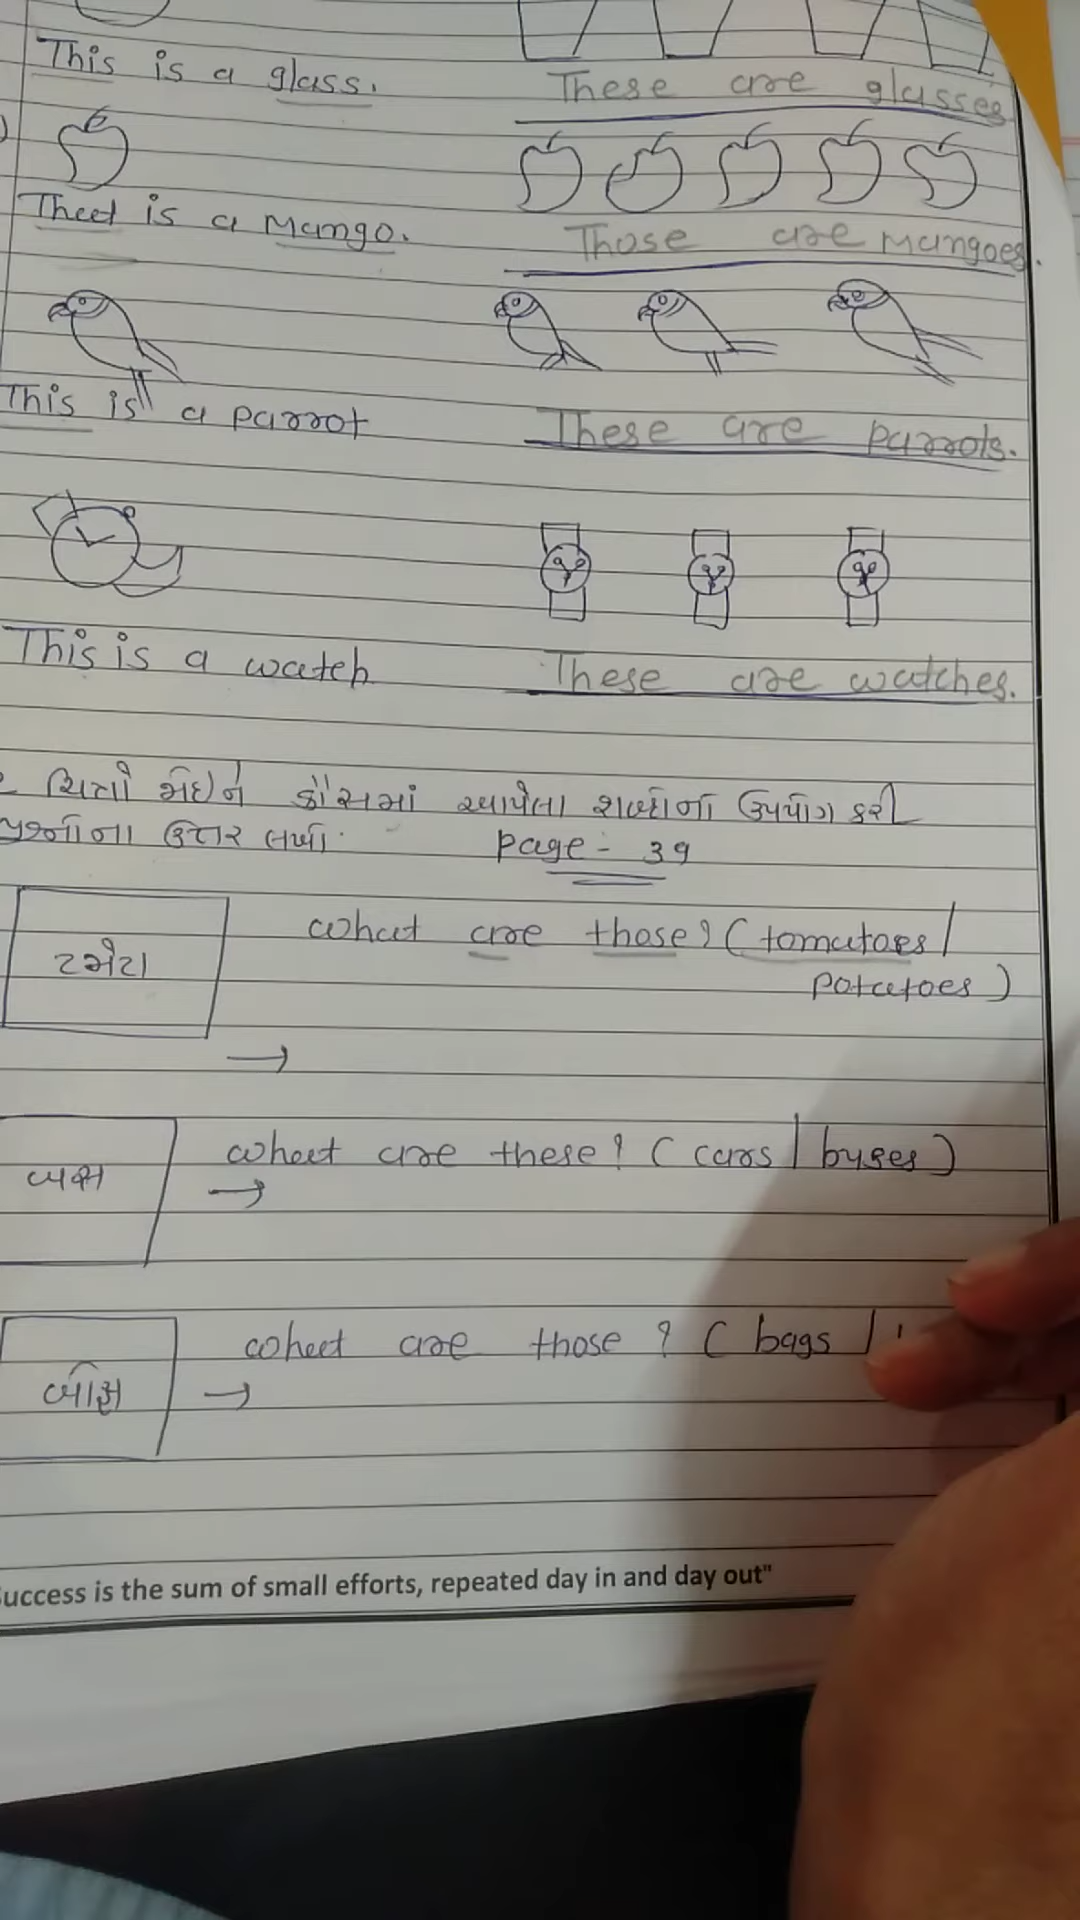 This is a glass.
These are glasses
That is a Mango.
Those are Mangoes.
This is a parrot
These are parrots.
This is a watch
These are watches.
ચિત્રો જોઈને કૌંસમાં આપેલા શબ્દોનો ઉપયોગ કરી
પ્રશ્નોના ઉત્તર લખો.
page - 39
ટમેટા
what are those? (tomatoes/
potatoes)
→
બસ
what are these? (cars/buses)
→
બોક્ષ
what are those? (bags/
→
uccess is the sum of small efforts, repeated day in and day out"